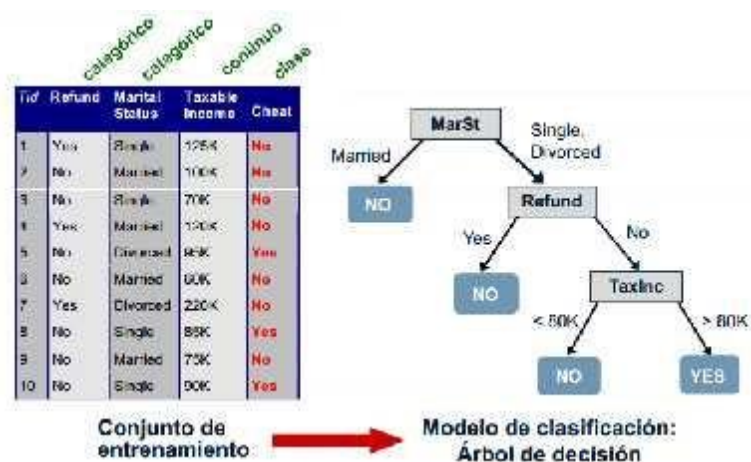 categórico
categórico
continuo
clase
Tid Refund Marital Status Taxable Income Cheat
1 Yes Single 125K No
2 No Married 100K No
3 No Single 70K No
4 Yes Married 120K No
5 No Divorced 95K Yes
6 No Married 60K No
7 Yes Divorced 220K No
8 No Single 85K Yes
9 No Married 75K No
10 No Single 90K Yes
Conjunto de
entrenamiento
MarSt
Married
Single,
Divorced
NO
Refund
Yes
No
NO
TaxInc
< 80K
> 80K
NO
YES
Modelo de clasificación:
Árbol de decisión